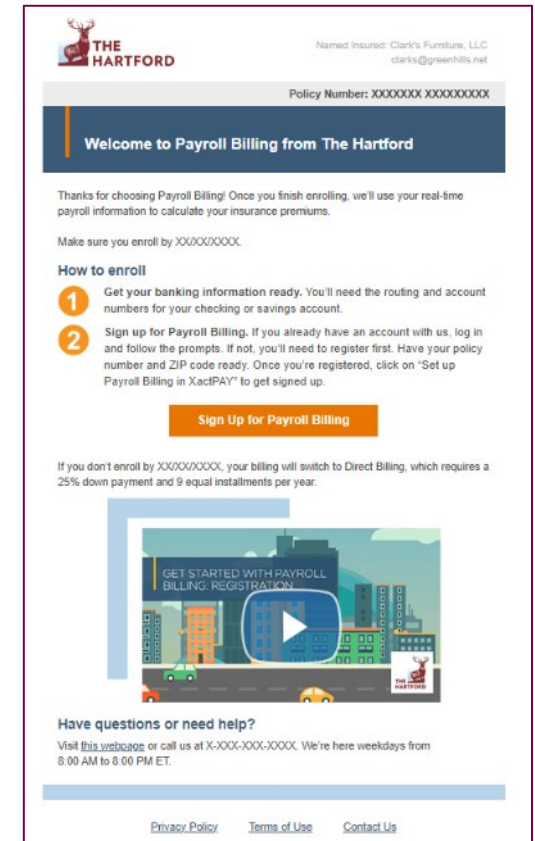 THE
HARTFORD
Named Insured: Clark's Furniture, LLC
clarks@greenhills.net
Policy Number: XXXXXXX XXXXXXXXX
Welcome to Payroll Billing from The Hartford
Thanks for choosing Payroll Billing! Once you finish enrolling, we'll use your real-time
payroll information to calculate your insurance premiums.
Make sure you enroll by XX/XX/XXXX.
How to enroll
1
Get your banking information ready. You'll need the routing and account
numbers for your checking or savings account.
2
Sign up for Payroll Billing. If you already have an account with us, log in
and follow the prompts. If not, you'll need to register first. Have your policy
number and ZIP code ready. Once you're registered, click on "Set up
Payroll Billing in XactPAY" to get signed up.
Sign Up for Payroll Billing
If you don't enroll by XX/XX/XXXX, your billing will switch to Direct Billing, which requires a
25% down payment and 9 equal installments per year.
GET STARTED WITH PAYROLL
BILLING: REGISTRATION
THE
HARTFORD
Have questions or need help?
Visit this webpage or call us at X-XXX-XXX-XXXX. We're here weekdays from
8:00 AM to 8:00 PM ET.
Privacy Policy Terms of Use Contact Us